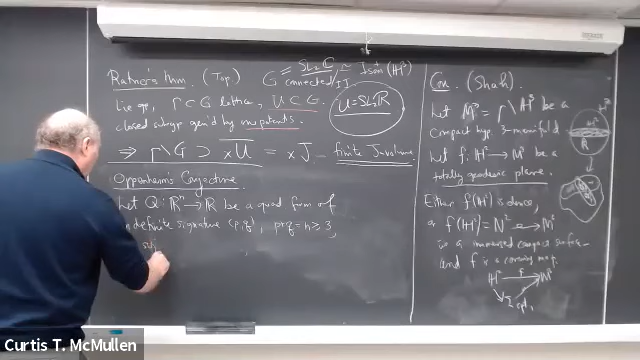 Ratner's Thm. (Top.) G = SL₂ℂ ≅ Isom(ℍ³)
connected
Lie gp, Γ⊂G lattice, U⊂G.
closed subgp gen'd by unipotents.
U = SL₂ℝ
⇒ Γ\G ⊃ xU = xJ – finite J volume
Oppenheim's Conjecture
Let Q: ℝⁿ→ℝ be a quad form of
indefinite signature (p,q), p+q=n≥3,
Cor. (Shah).
Let M³ = Γ\ℍ³ be a
compact hyp. 3-manifold
Let f: ℍ²→M³ be a
totally geodesic plane.
Either f(ℍ²) is dense,
or f(ℍ²) = N² → M³
is a immersed compact surface
and f is a covering map.
ℍ² f M³
Σ cpt.
Curtis T. McMullen